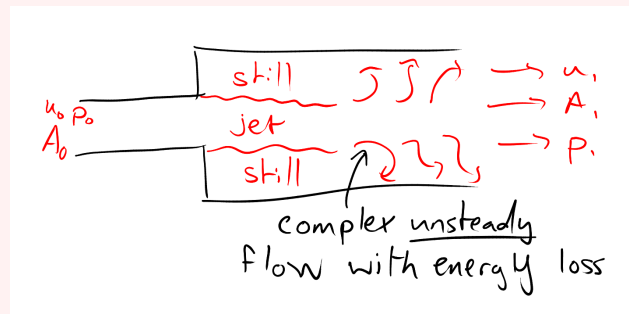 still
u₁
u₀ p₀
A₁
jet
A₀
p₁
still
complex unsteady
flow with energy loss